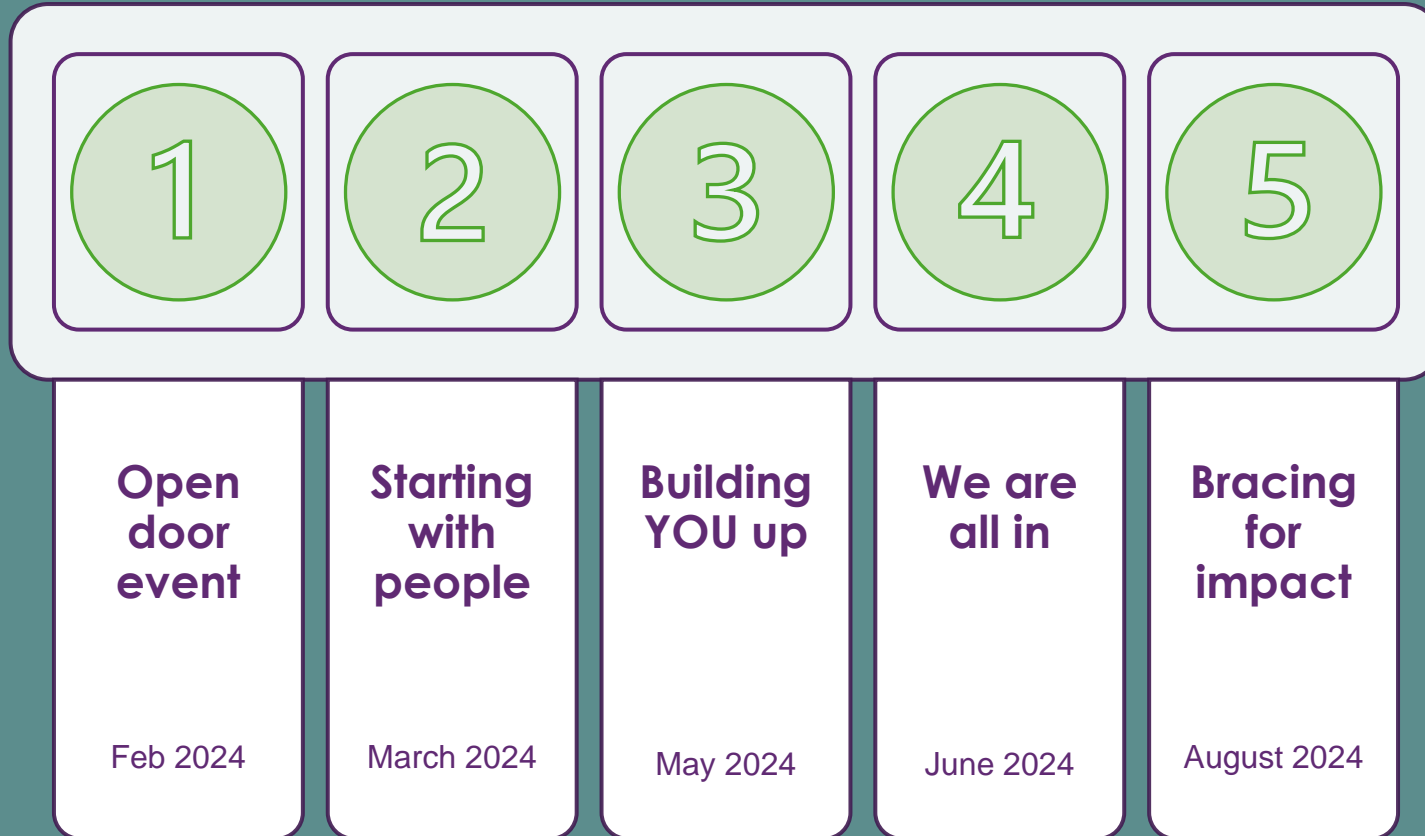 1
2
3
4
5
Open
door
event
Feb 2024
Starting
with
people
March 2024
Building
YOU up
May 2024
We are
all in
June 2024
Bracing
for
impact
August 2024